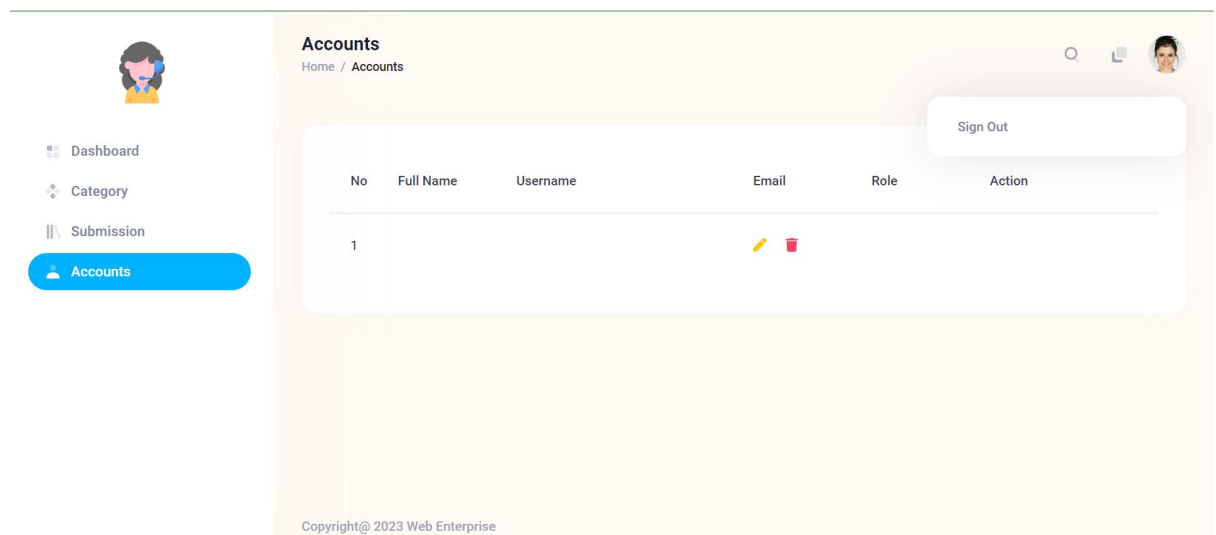 Accounts
Home / Accounts
Sign Out
Dashboard
Category
Submission
Accounts
No Full Name Username Email Role Action
1
Copyright@ 2023 Web Enterprise